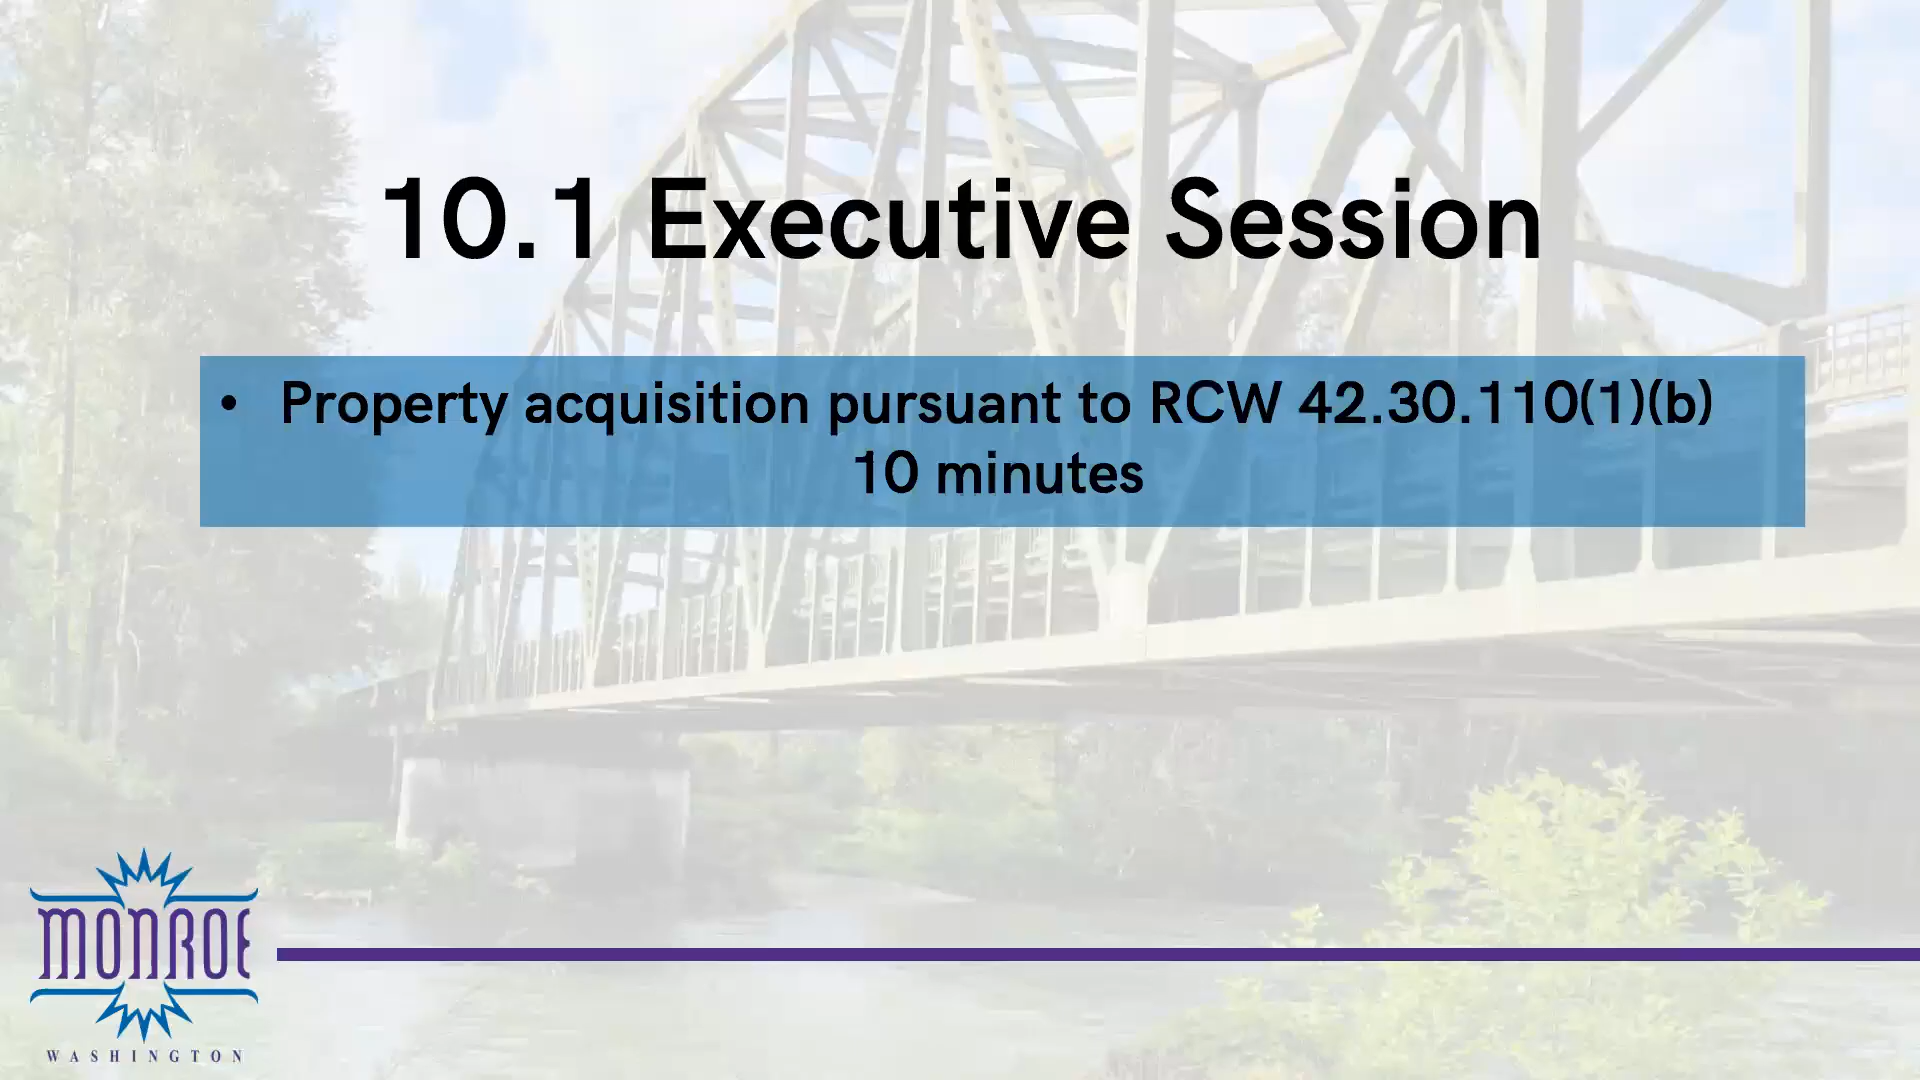 10.1 Executive Session
• Property acquisition pursuant to RCW 42.30.110(1)(b)
10 minutes
MONROE
WASHINGTON